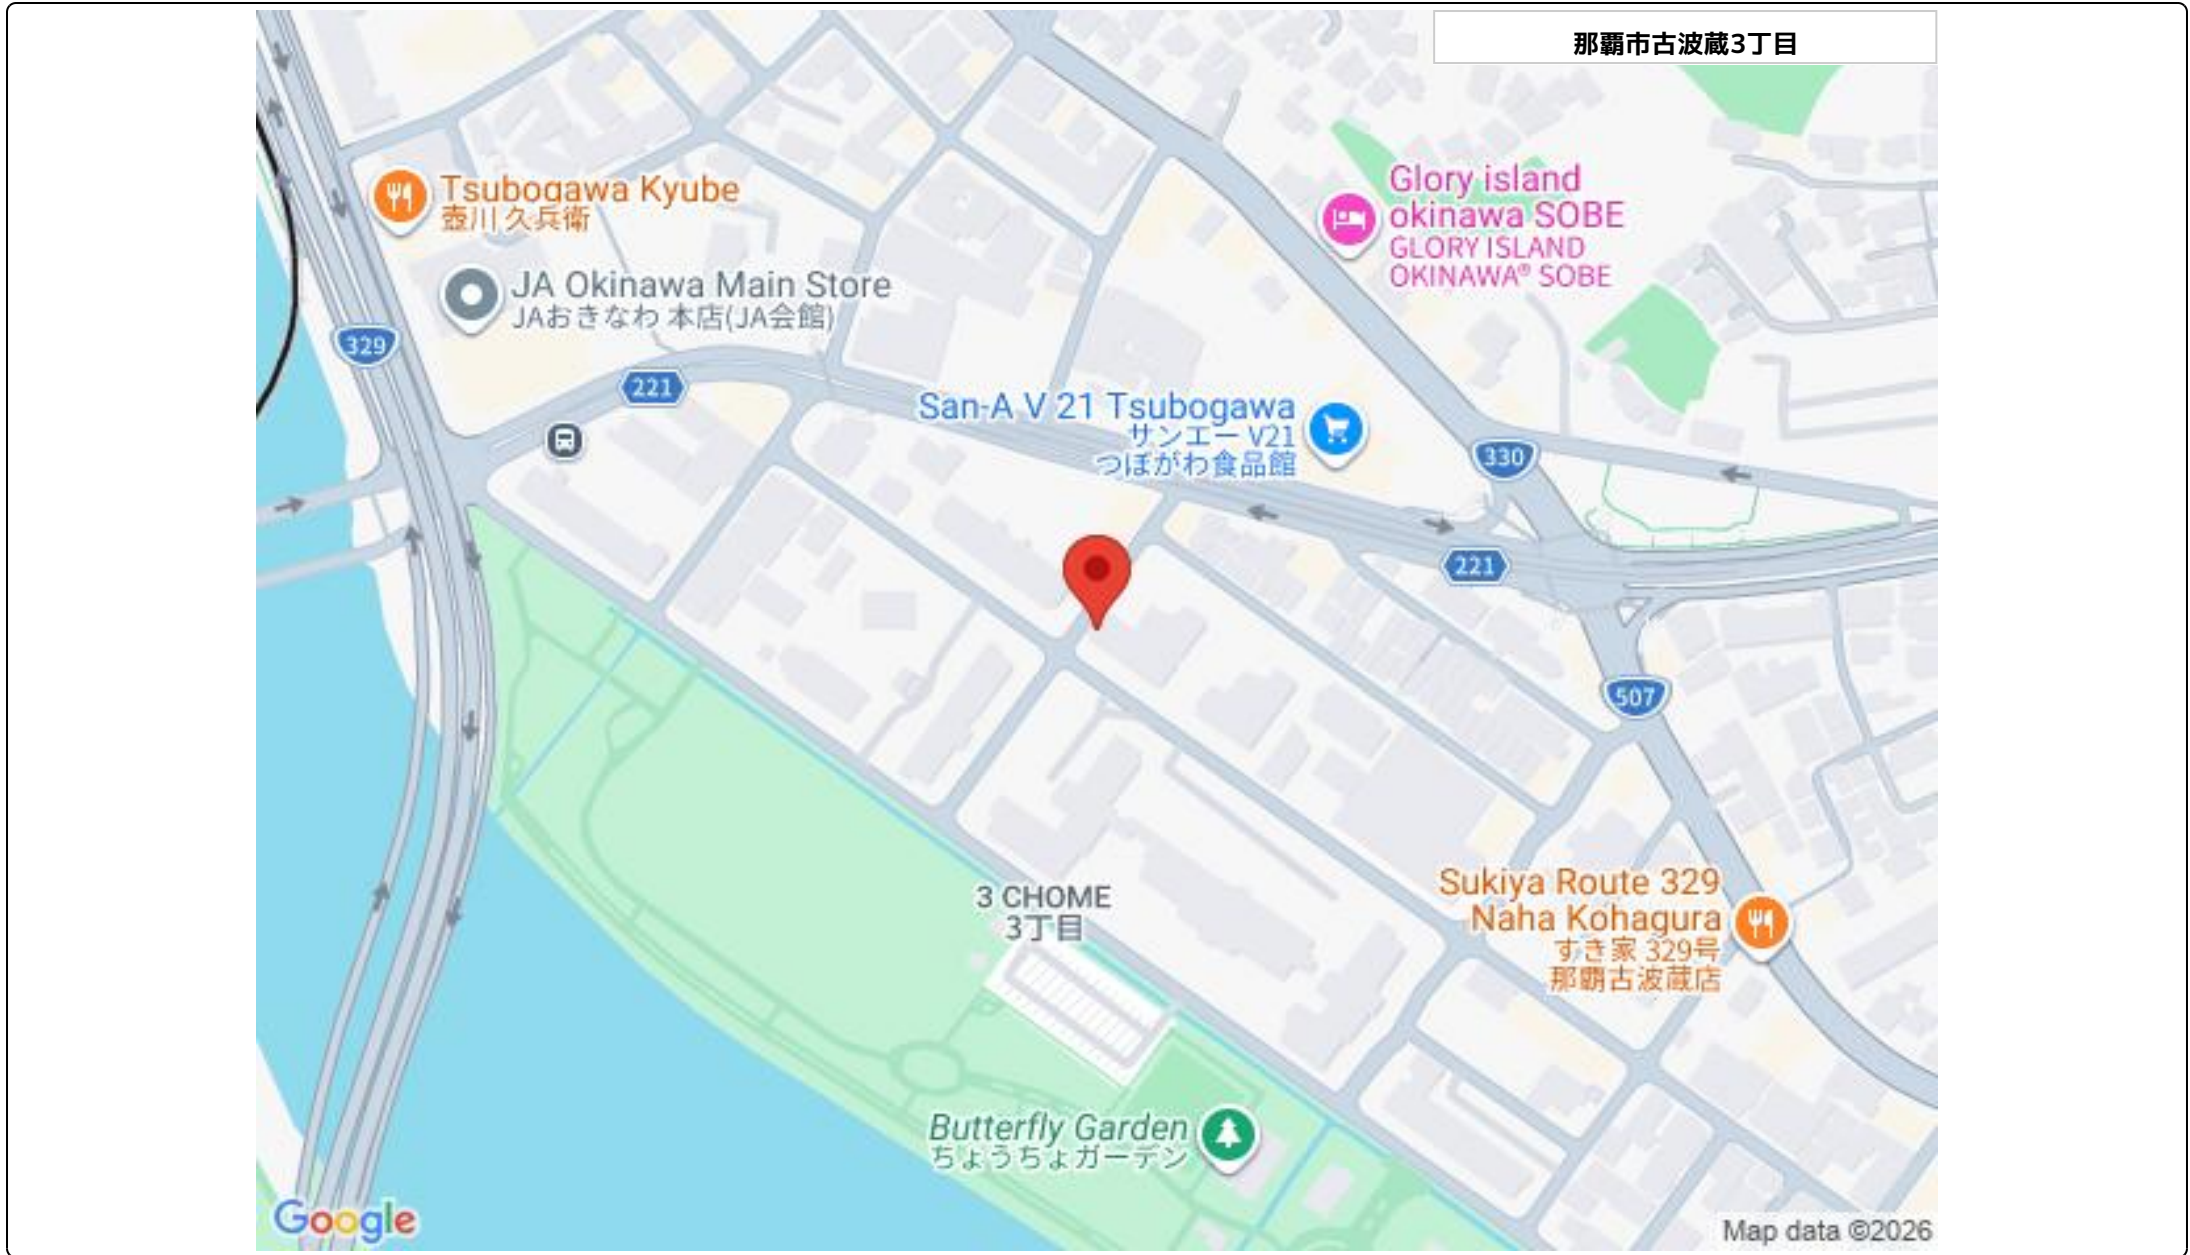 那覇市古波蔵3丁目
Glory island
okinawa SOBE
GLORY ISLAND
OKINAWA® SOBE
Tsubogawa Kyube
壺川 久兵衛
JA Okinawa Main Store
JAおきなわ 本店(JA会館)
329
221
San-A V 21 Tsubogawa
サンエー V21
つぼがわ食品館
330
221
507
3 CHOME
3丁目
Sukiya Route 329
Naha Kohagura
すき家 329号
那覇古波蔵店
Butterfly Garden
ちょうちょガーデン
Google
Map data ©2026